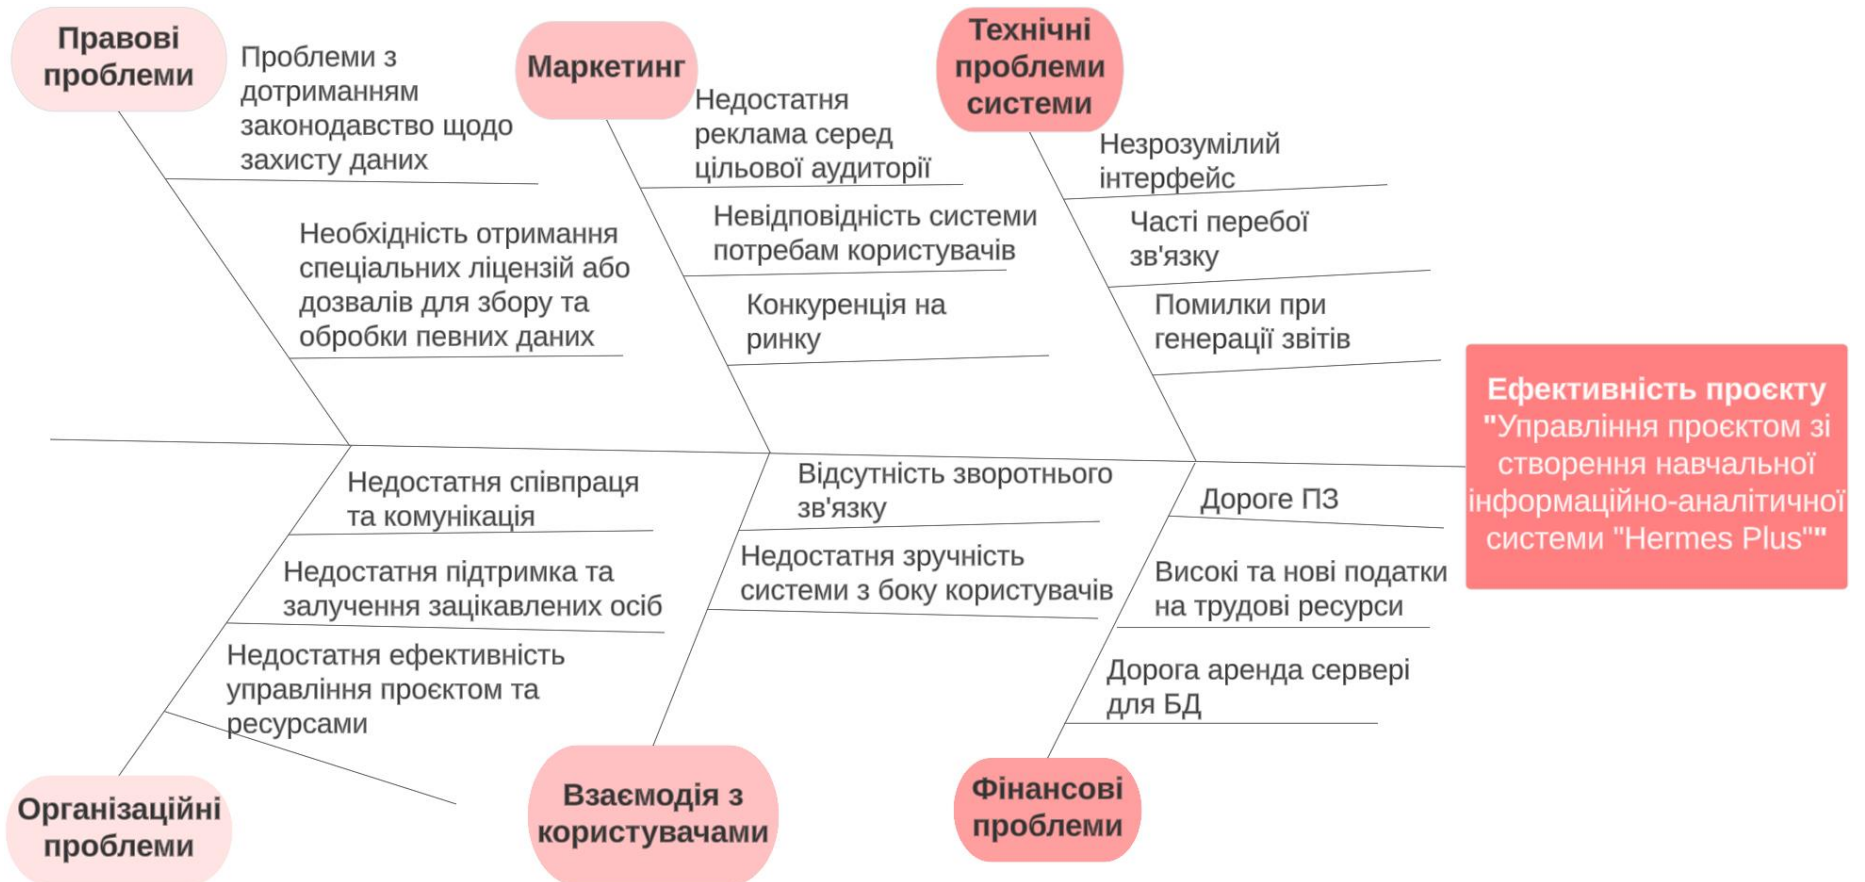 Правові
проблеми
Проблеми з
дотриманням
законодавство щодо
захисту даних
Необхідність отримання
спеціальних ліцензій або
дозвалів для збору та
обробки певних даних
Маркетинг
Недостатня
реклама серед
цільової аудиторії
Невідповідність системи
потребам користувачів
Конкуренція на
ринку
Технічні
проблеми
системи
Незрозумілий
інтерфейс
Часті перебої
зв'язку
Помилки при
генерації звітів
Ефективність проєкту
"Управління проєктом зі
створення навчальної
інформаційно-аналітичної
системи "Hermes Plus""
Недостатня співпраця
та комунікація
Недостатня підтримка та
залучення зацікавлених осіб
Недостатня ефективність
управління проєктом та
ресурсами
Організаційні
проблеми
Відсутність зворотнього
зв'язку
Недостатня зручність
системи з боку користувачів
Взаємодія з
користувачами
Дороге ПЗ
Високі та нові податки
на трудові ресурси
Дорога аренда сервері
для БД
Фінансові
проблеми